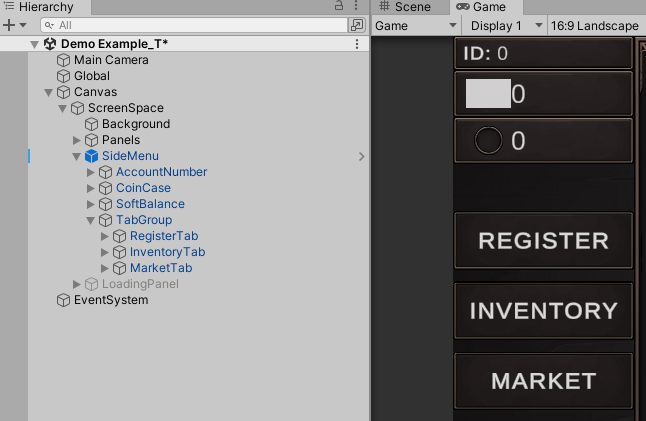 Hierarchy
All
Demo Example_T*
Main Camera
Global
Canvas
ScreenSpace
Background
Panels
SideMenu
AccountNumber
CoinCase
SoftBalance
TabGroup
RegisterTab
InventoryTab
MarketTab
LoadingPanel
EventSystem
Scene Game
Game Display 1 16:9 Landscape
ID: 0
0
0
REGISTER
INVENTORY
MARKET